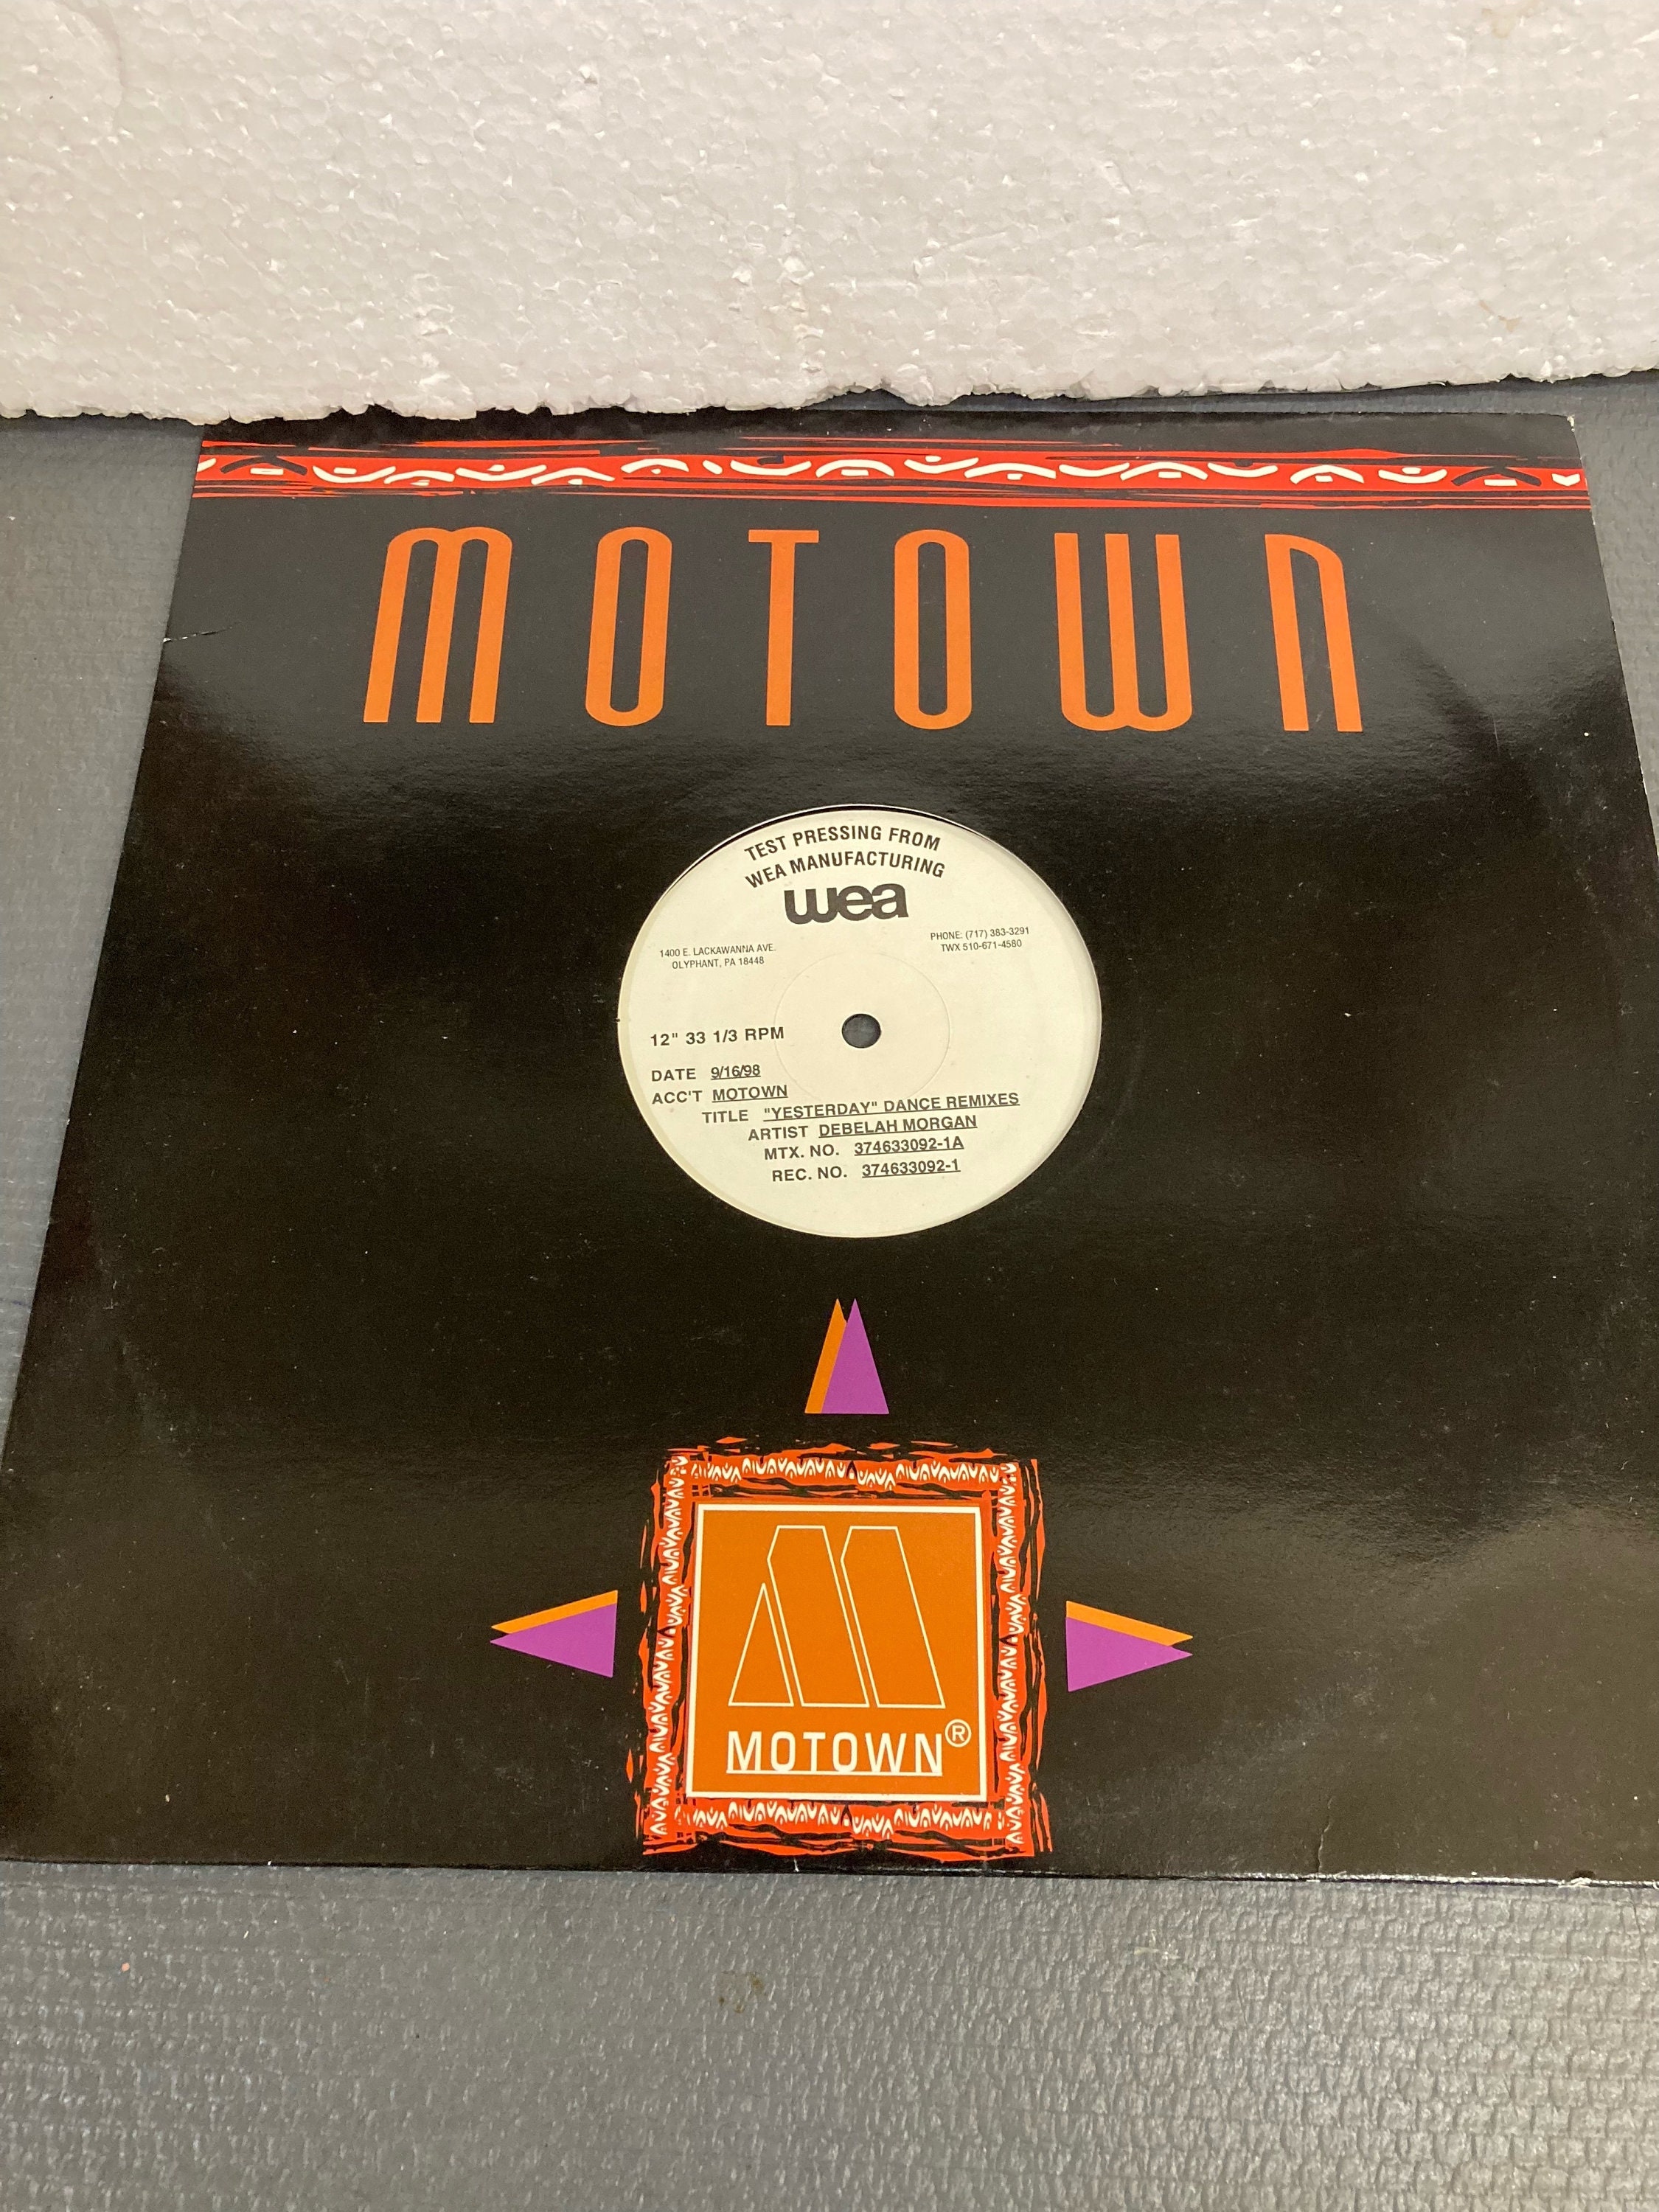 MOTOWN
TEST PRESSING FROM
WEA MANUFACTURING
wea
1400 E. LACKAWANNA AVE.
OLYPHANT, PA 18448
PHONE: (717) 383-3291
TWX 510-671-4580
12" 33 1/3 RPM
DATE 9/16/98
ACC'T MOTOWN
TITLE "YESTERDAY" DANCE REMIXES
ARTIST DEBELAH MORGAN
MTX. NO. 374633092-1A
REC. NO. 374633092-1
M
MOTOWN®